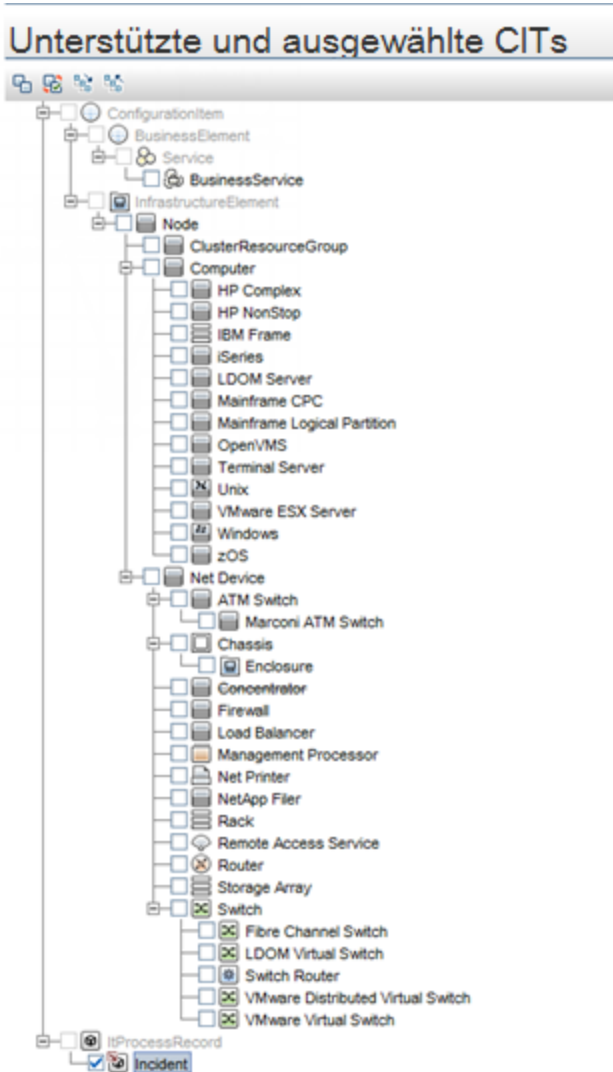 Unterstützte und ausgewählte CITs
ConfigurationItem
BusinessElement
Service
BusinessService
InfrastructureElement
Node
ClusterResourceGroup
Computer
HP Complex
HP NonStop
IBM Frame
iSeries
LDOM Server
Mainframe CPC
Mainframe Logical Partition
OpenVMS
Terminal Server
Unix
VMware ESX Server
Windows
zOS
Net Device
ATM Switch
Marconi ATM Switch
Chassis
Enclosure
Concentrator
Firewall
Load Balancer
Management Processor
Net Printer
NetApp Filer
Rack
Remote Access Service
Router
Storage Array
Switch
Fibre Channel Switch
LDOM Virtual Switch
Switch Router
VMware Distributed Virtual Switch
VMware Virtual Switch
ItProcessRecord
Incident